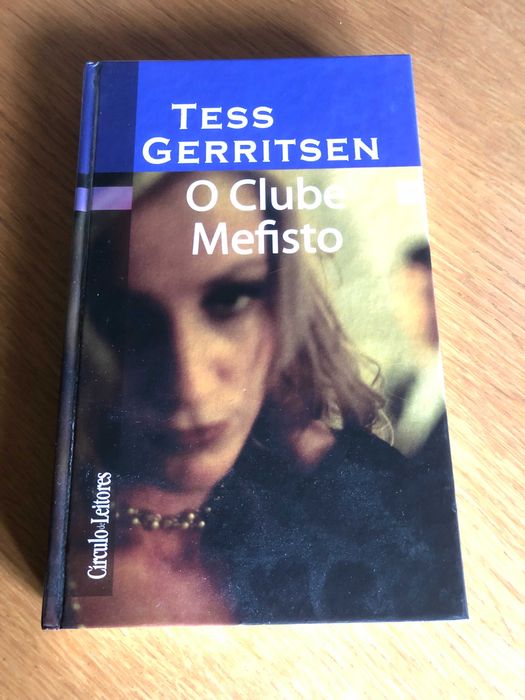 TESS
GERRITSEN
O Clube
Mefisto
Círculo de Leitores